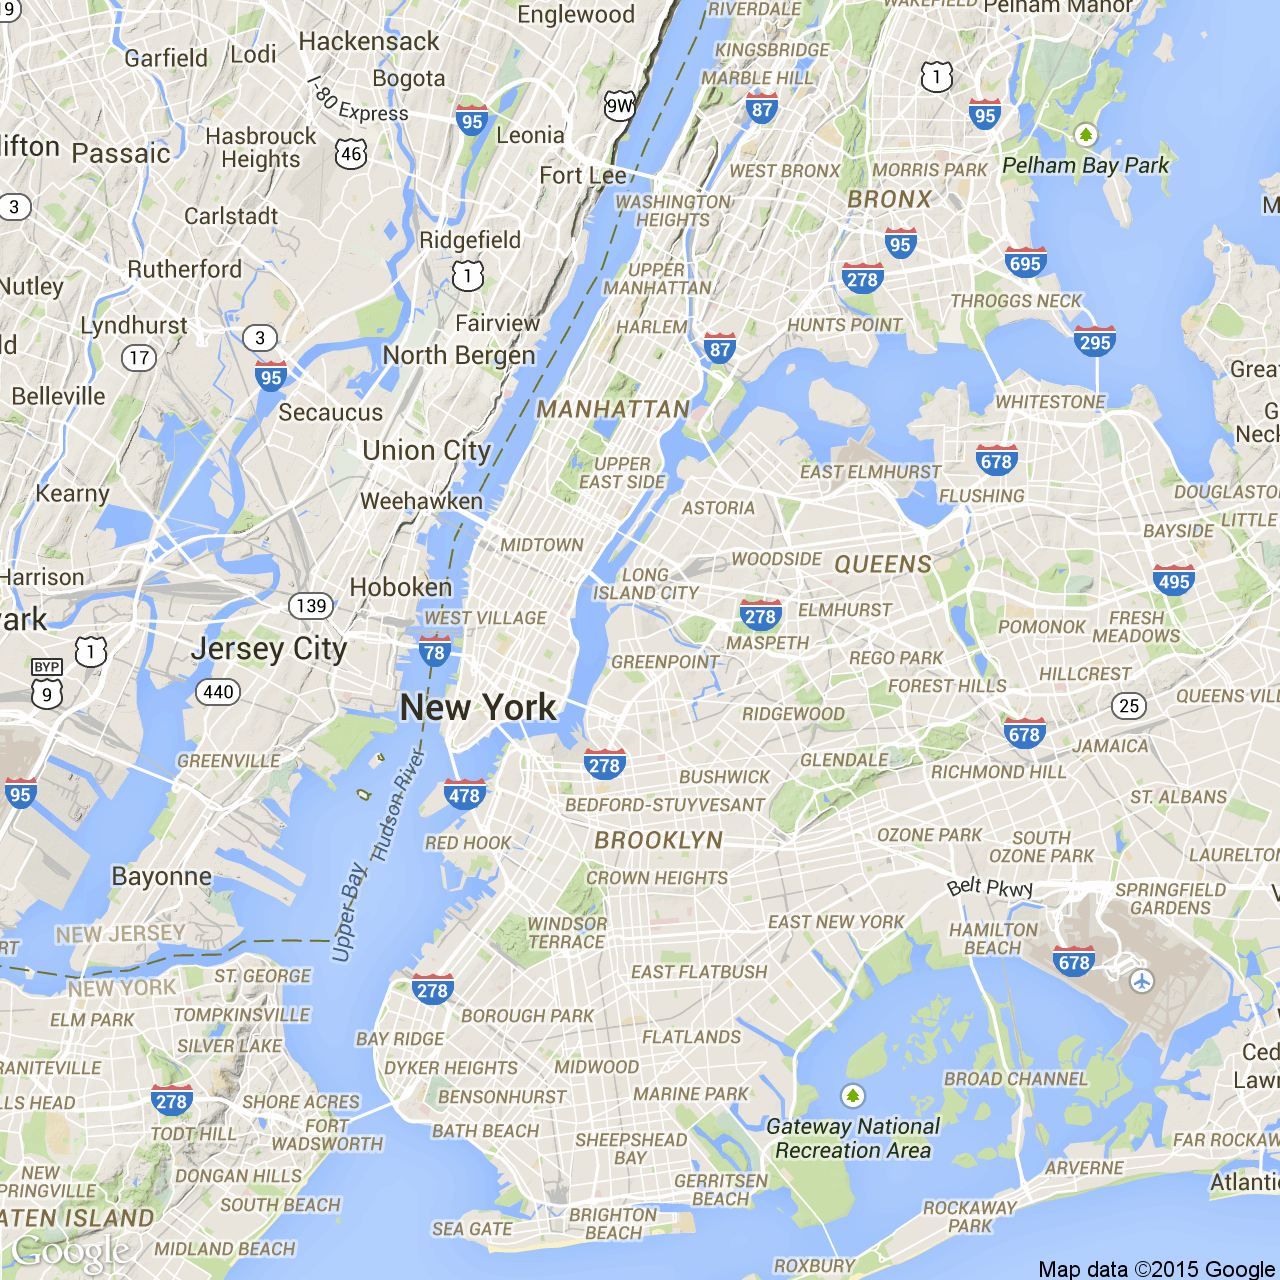 19
Englewood
RIVERDALE
WAKEFIELD
Pelham Manor
Garfield
Lodi
Hackensack
Bogota
KINGSBRIDGE
MARBLE HILL
1
I-80 Express
95
9W
87
95
Leonia
lifton
Passaic
Hasbrouck
Heights
46
Fort Lee
WEST BRONX
MORRIS PARK
Pelham Bay Park
3
Carlstadt
WASHINGTON
HEIGHTS
BRONX
Ridgefield
95
695
Rutherford
1
UPPER
MANHATTAN
278
Nutley
THROGGS NECK
Lyndhurst
3
Fairview
HARLEM
HUNTS POINT
17
North Bergen
87
295
95
Great
Belleville
Secaucus
MANHATTAN
WHITESTONE
Neck
Union City
UPPER
EAST SIDE
EAST ELMHURST
678
Kearny
Weehawken
ASTORIA
FLUSHING
DOUGLASTO
LITTLE
BAYSIDE
MIDTOWN
WOODSIDE
QUEENS
Harrison
Hoboken
LONG
ISLAND CITY
495
139
WEST VILLAGE
278
ELMHURST
FRESH
MEADOWS
ark
1
Jersey City
78
MASPETH
POMONOK
BYP
9
440
GREENPOINT
REGO PARK
HILLCREST
FOREST HILLS
QUEENS VIL
New York
RIDGEWOOD
25
678
JAMAICA
GREENVILLE
278
BUSHWICK
GLENDALE
RICHMOND HILL
95
478
BEDFORD-STUYVESANT
ST. ALBANS
Hudson River
RED HOOK
BROOKLYN
OZONE PARK
SOUTH
OZONE PARK
LAURELTON
Bayonne
CROWN HEIGHTS
Belt Pkwy
SPRINGFIELD
GARDENS
Upper Bay
NEW JERSEY
WINDSOR
TERRACE
EAST NEW YORK
HAMILTON
BEACH
RT
ST. GEORGE
EAST FLATBUSH
678
NEW YORK
278
ELM PARK
TOMPKINSVILLE
BOROUGH PARK
SILVER LAKE
BAY RIDGE
FLATLANDS
RANITEVILLE
DYKER HEIGHTS
MIDWOOD
BROAD CHANNEL
Ced
Lawr
LLS HEAD
278
SHORE ACRES
BENSONHURST
MARINE PARK
TODT HILL
FORT
WADSWORTH
BATH BEACH
SHEEPSHEAD
BAY
Gateway National
Recreation Area
FAR ROCKAW
NEW
SPRINGVILLE
DONGAN HILLS
GERRITSEN
BEACH
ARVERNE
Atlantic
SOUTH BEACH
ROCKAWAY
PARK
ATEN ISLAND
SEA GATE
BRIGHTON
BEACH
Google
MIDLAND BEACH
ROXBURY
Map data ©2015 Google